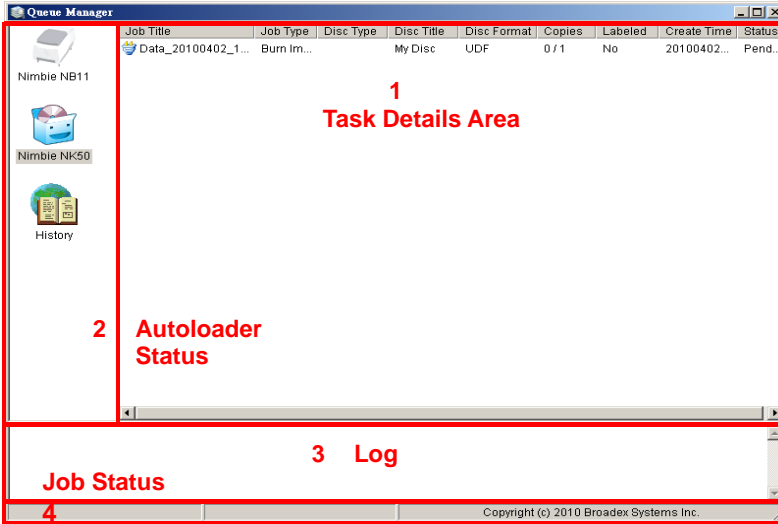 Queue Manager
Job Title Job Type Disc Type Disc Title Disc Format Copies Labeled Create Time Status
Data_20100402_1... Burn Im... My Disc UDF 0 / 1 No 20100402... Pend..
Nimbie NB11
1
Task Details Area
Nimbie NK50
History
2 Autoloader
Status
3 Log
Job Status
4
Copyright (c) 2010 Broadex Systems Inc.